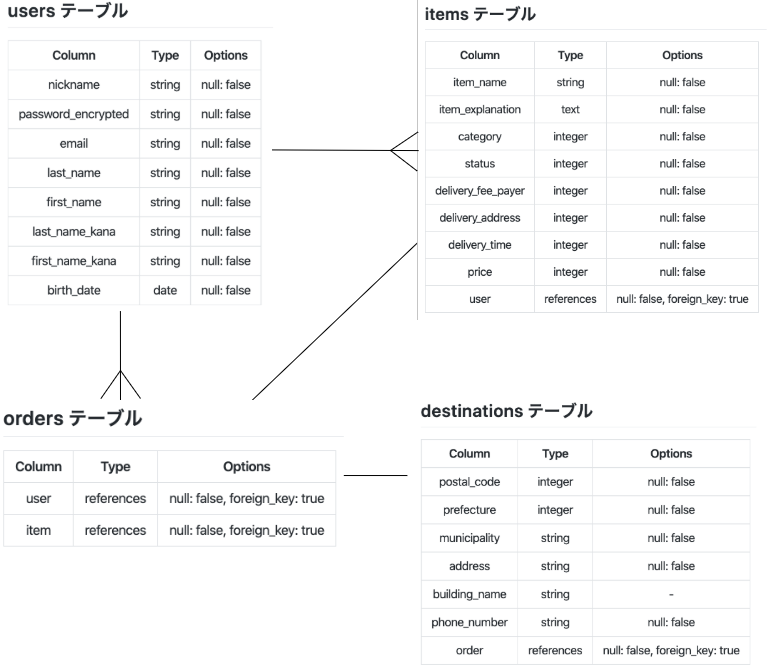 users テーブル
Column Type Options
nickname string null: false
password_encrypted string null: false
email string null: false
last_name string null: false
first_name string null: false
last_name_kana string null: false
first_name_kana string null: false
birth_date date null: false
items テーブル
Column Type Options
item_name string null: false
item_explanation text null: false
category integer null: false
status integer null: false
delivery_fee_payer integer null: false
delivery_address integer null: false
delivery_time integer null: false
price integer null: false
user references null: false, foreign_key: true
orders テーブル
Column Type Options
user references null: false, foreign_key: true
item references null: false, foreign_key: true
destinations テーブル
Column Type Options
postal_code integer null: false
prefecture integer null: false
municipality string null: false
address string null: false
building_name string -
phone_number string null: false
order references null: false, foreign_key: true